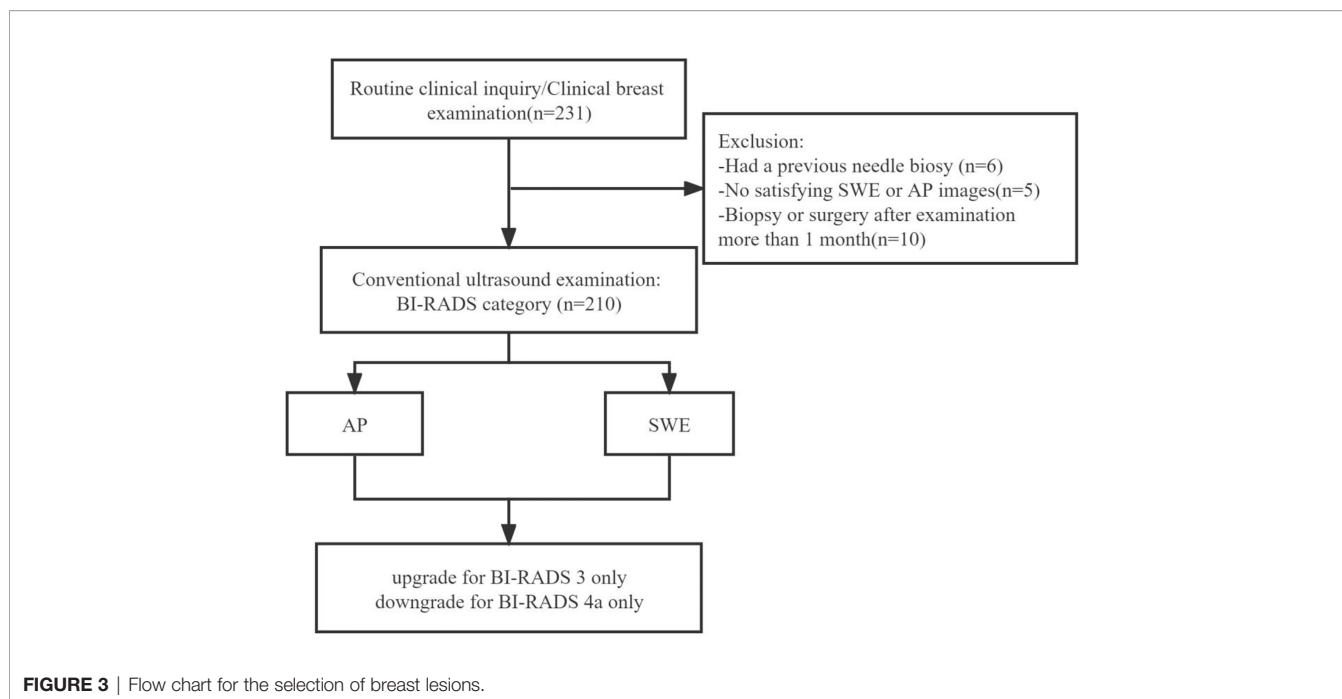 Routine clinical inquiry/Clinical breast
examination(n=231)
Exclusion:
-Had a previous needle biosy (n=6)
-No satisfying SWE or AP images(n=5)
-Biopsy or surgery after examination
more than 1 month(n=10)
Conventional ultrasound examination:
BI-RADS category (n=210)
AP
SWE
upgrade for BI-RADS 3 only
downgrade for BI-RADS 4a only
FIGURE 3 | Flow chart for the selection of breast lesions.